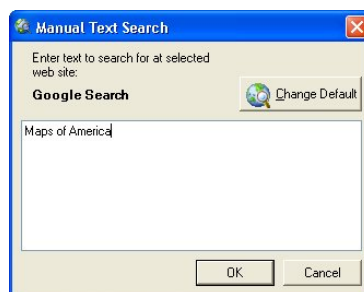 Manual Text Search
Enter text to search for at selected
web site:
Google Search
Change Default
Maps of America
OK
Cancel